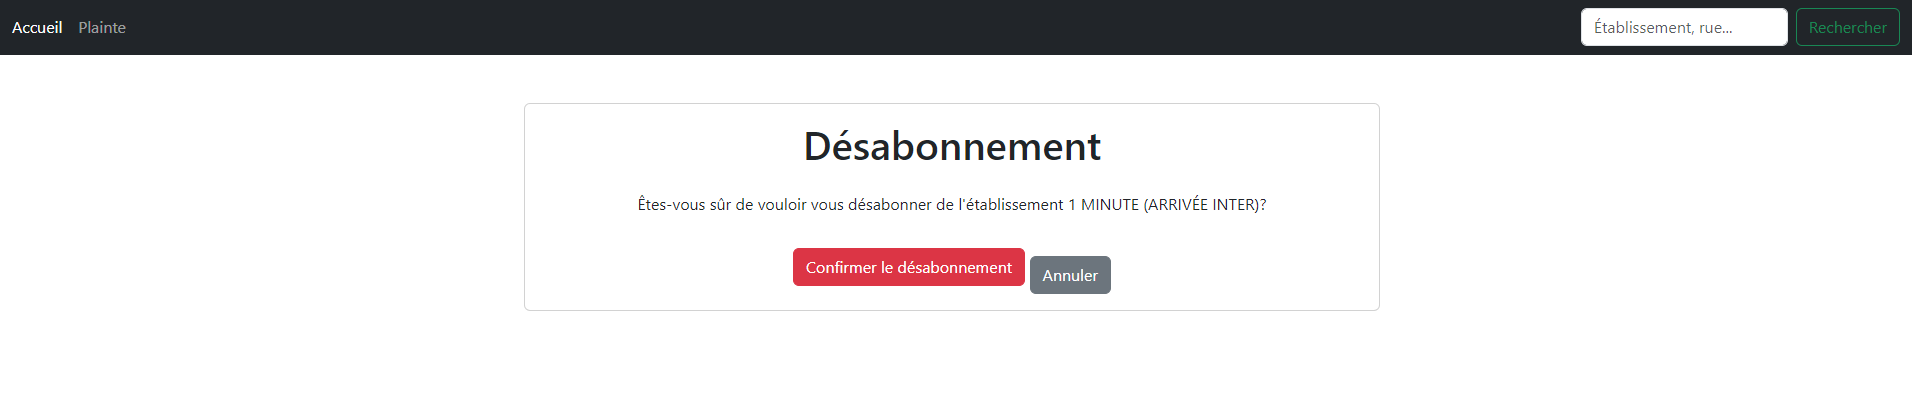 Accueil Plainte Établissement, rue... Rechercher
Désabonnement
Êtes-vous sûr de vouloir vous désabonner de l'établissement 1 MINUTE (ARRIVÉE INTER)?
Confirmer le désabonnement Annuler